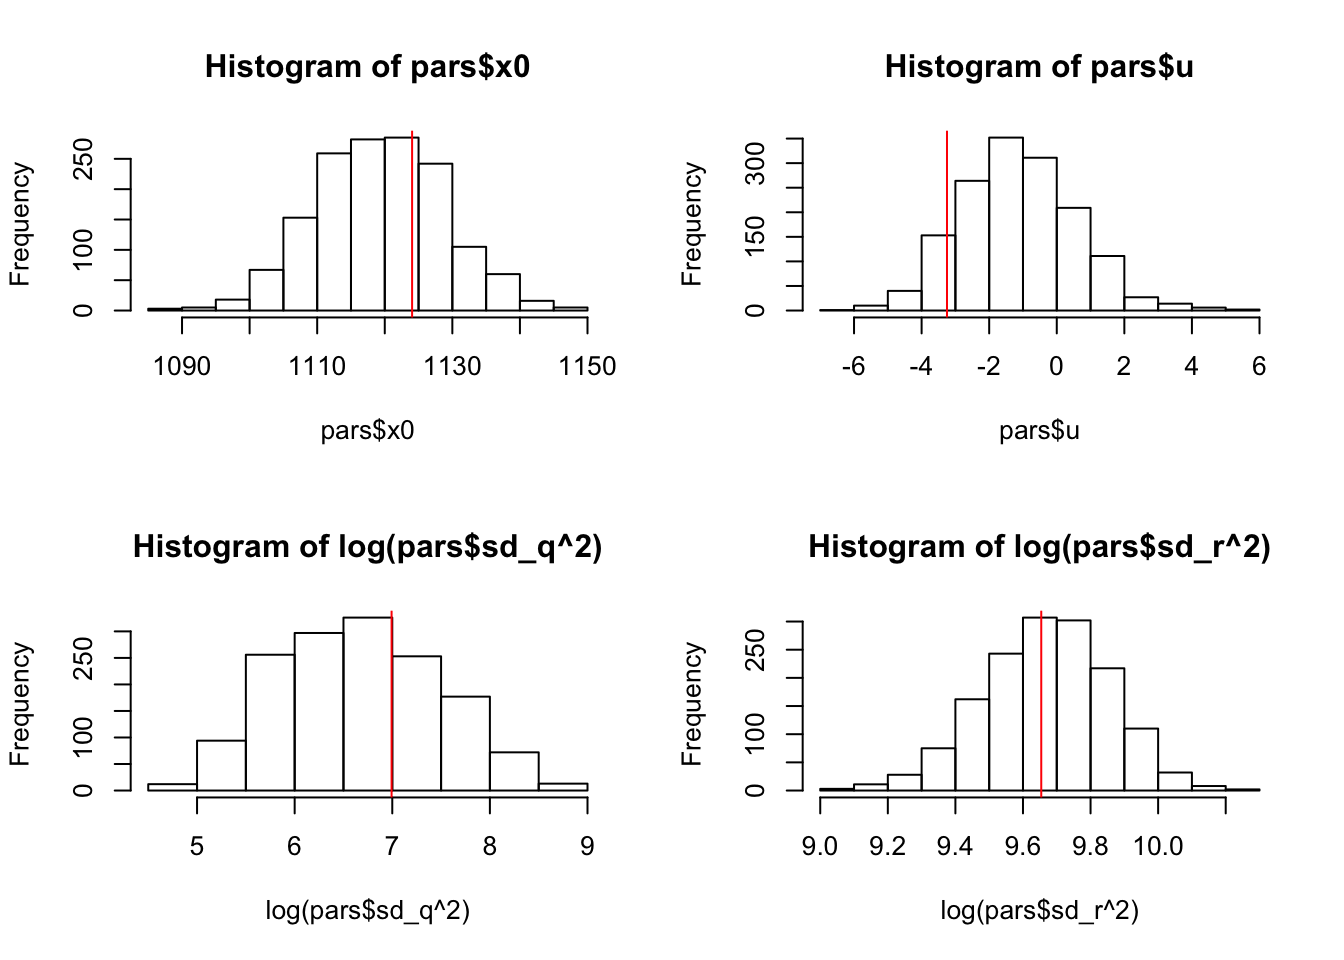 Histogram of pars$x0
Frequency
0
100
250
1090
1110
1130
1150
pars$x0
Histogram of pars$u
Frequency
0
150
300
-6
-4
-2
0
2
4
6
pars$u
Histogram of log(pars$sd_q^2)
Frequency
0
100
250
5
6
7
8
9
log(pars$sd_q^2)
Histogram of log(pars$sd_r^2)
Frequency
0
100
250
9.0
9.2
9.4
9.6
9.8
10.0
log(pars$sd_r^2)